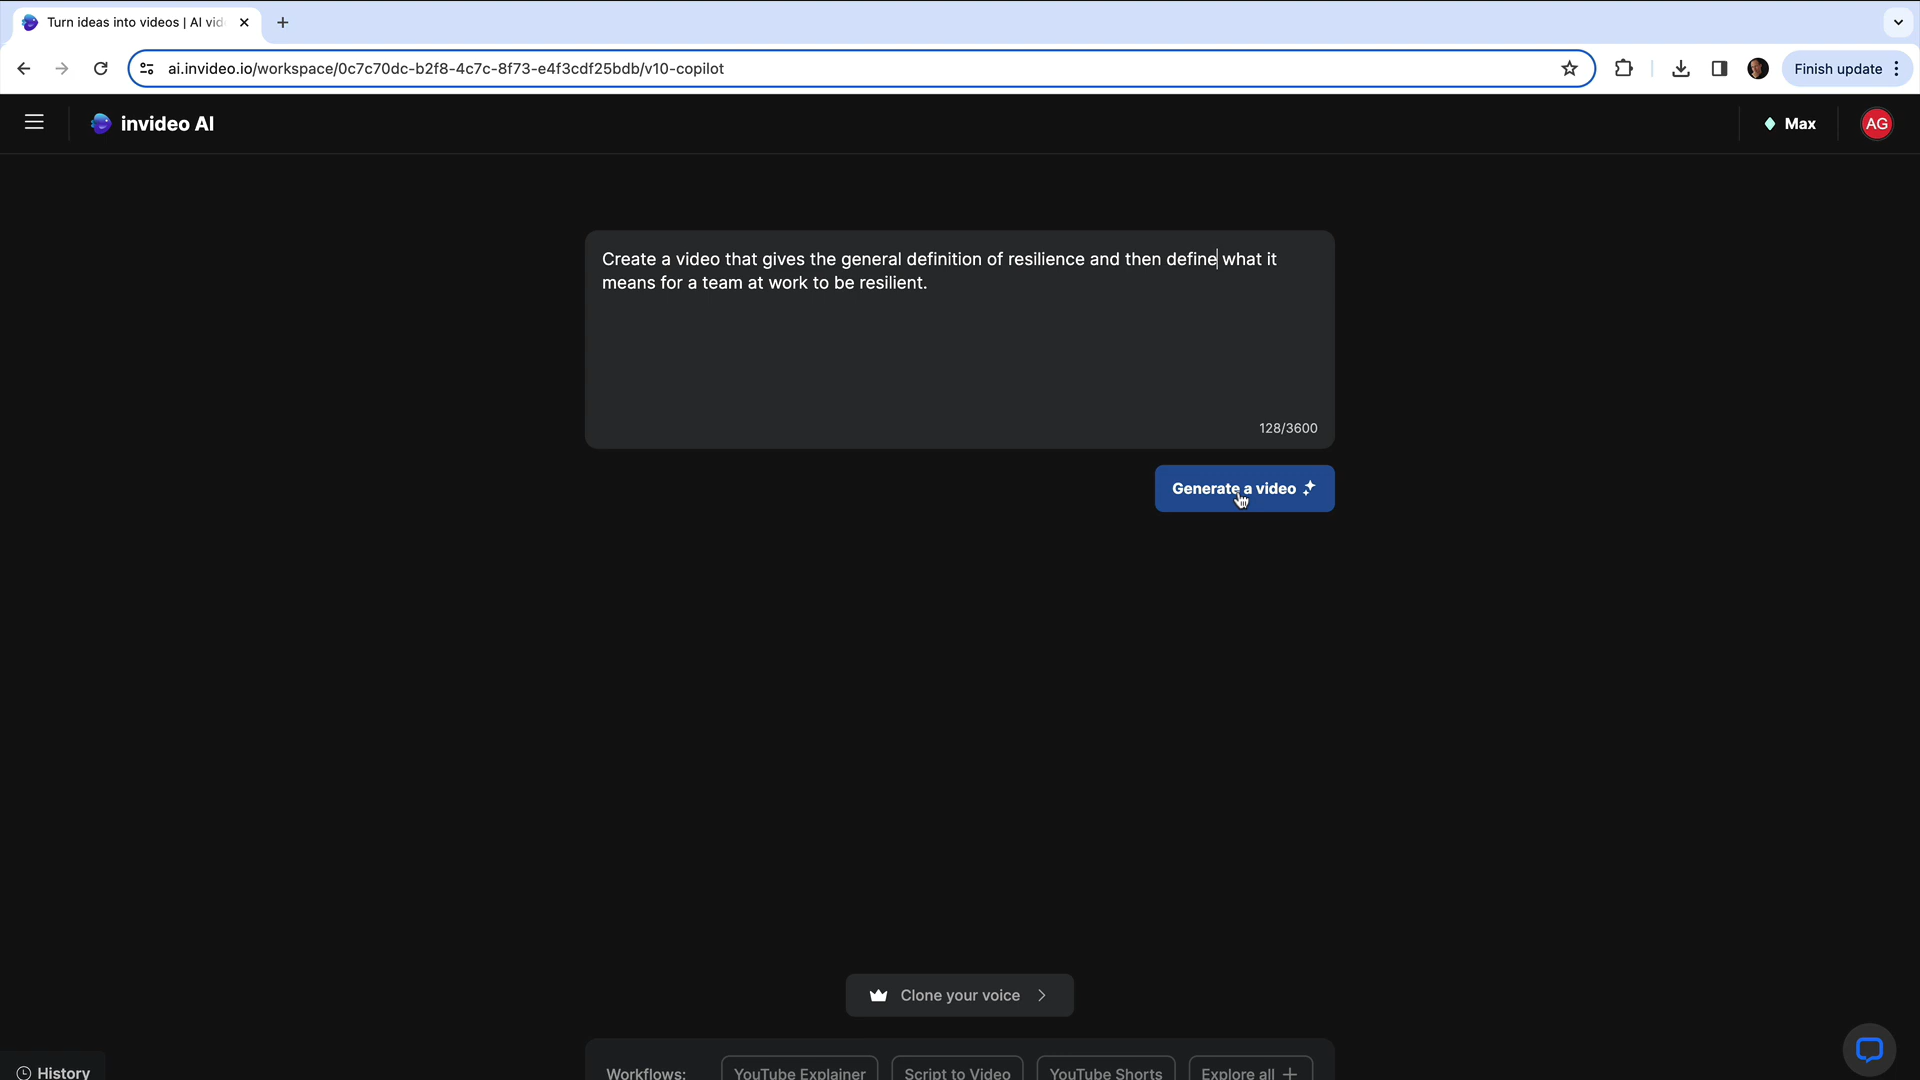 Turn ideas into videos | AI vid
ai.invideo.io/workspace/0c7c70dc-b2f8-4c7c-8f73-e4f3cdf25bdb/v10-copilot
Finish update
invideo AI
Max
AG
Create a video that gives the general definition of resilience and then define what it
means for a team at work to be resilient.
128/3600
Generate a video
Clone your voice
Workflows:
YouTube Explainer
Script to Video
YouTube Shorts
Explore all
History